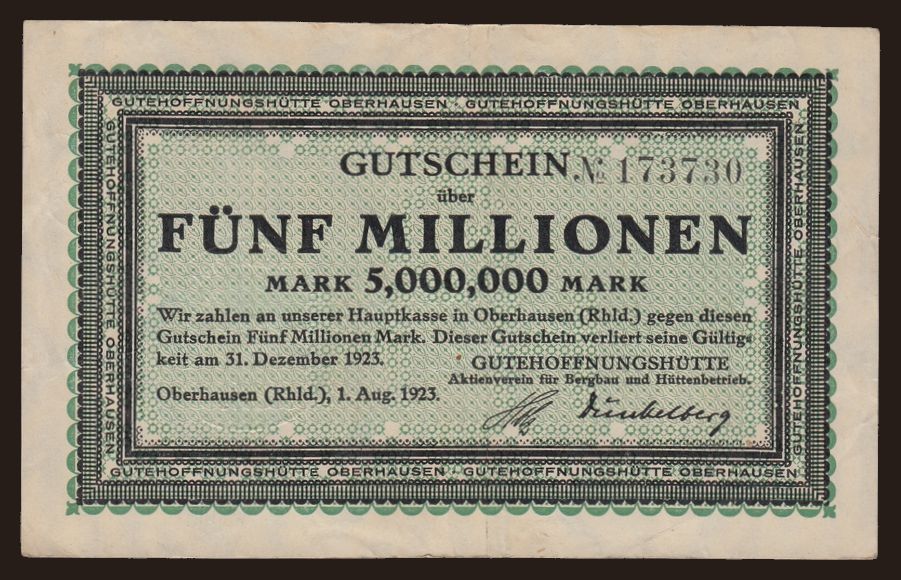 GUTEHOFFNUNGSHÜTTE OBERHAUSEN · GUTEHOFFNUNGSHÜTTE OBERHAUSEN
GUTSCHEIN № 173730
über
FÜNF MILLIONEN
MARK 5,000,000 MARK
Wir zahlen an unserer Hauptkasse in Oberhausen (Rhld.) gegen diesen
Gutschein Fünf Millionen Mark. Dieser Gutschein verliert seine Gültig-
keit am 31. Dezember 1923.
GUTEHOFFNUNGSHÜTTE
Aktienverein für Bergbau und Hüttenbetrieb.
Oberhausen (Rhld.), 1. Aug. 1923.
Dunkelberg
GUTEHOFFNUNGSHÜTTE OBERHAUSEN
GUTEHOFFNUNGSHÜTTE OBERHAUSEN
GUTEHOFFNUNGSHÜTTE OBERHAUSEN · GUTEHOFFNUNGSHÜTTE OBERHAUSEN